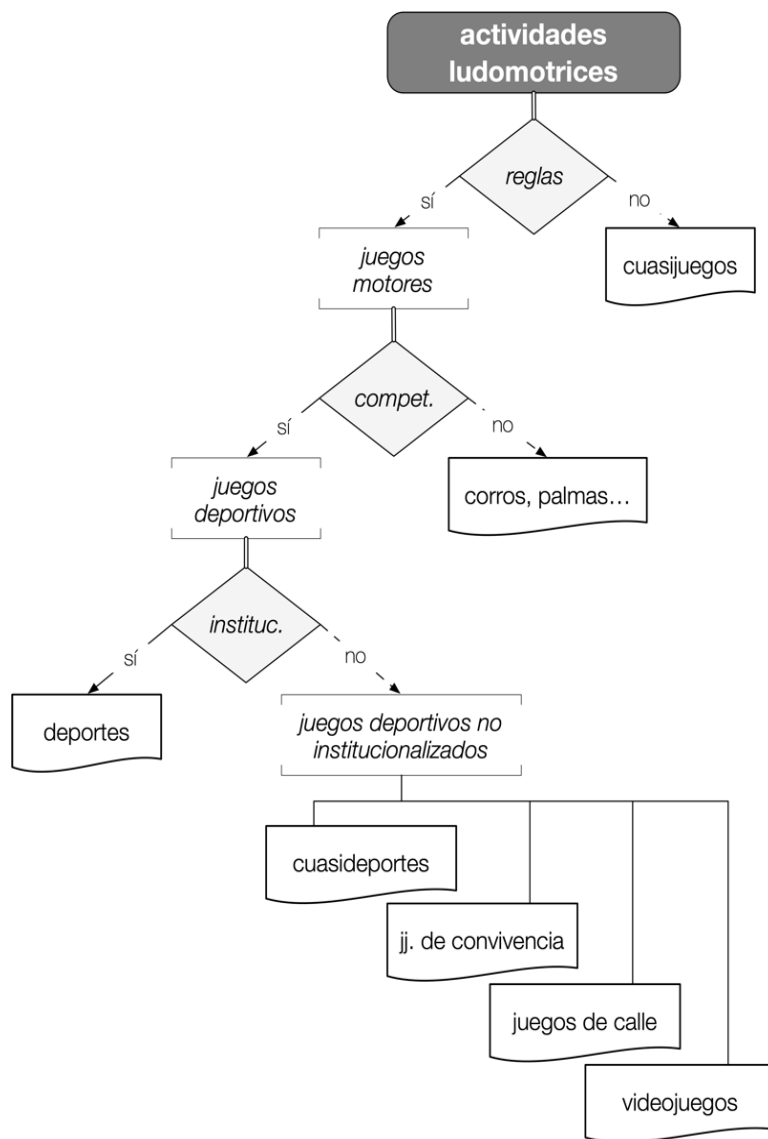 actividades
ludomotrices
reglas
sí
no
juegos
motores
cuasijuegos
compet.
sí
no
juegos
deportivos
corros, palmas…
instituc.
sí
no
deportes
juegos deportivos no
institucionalizados
cuasideportes
jj. de convivencia
juegos de calle
videojuegos